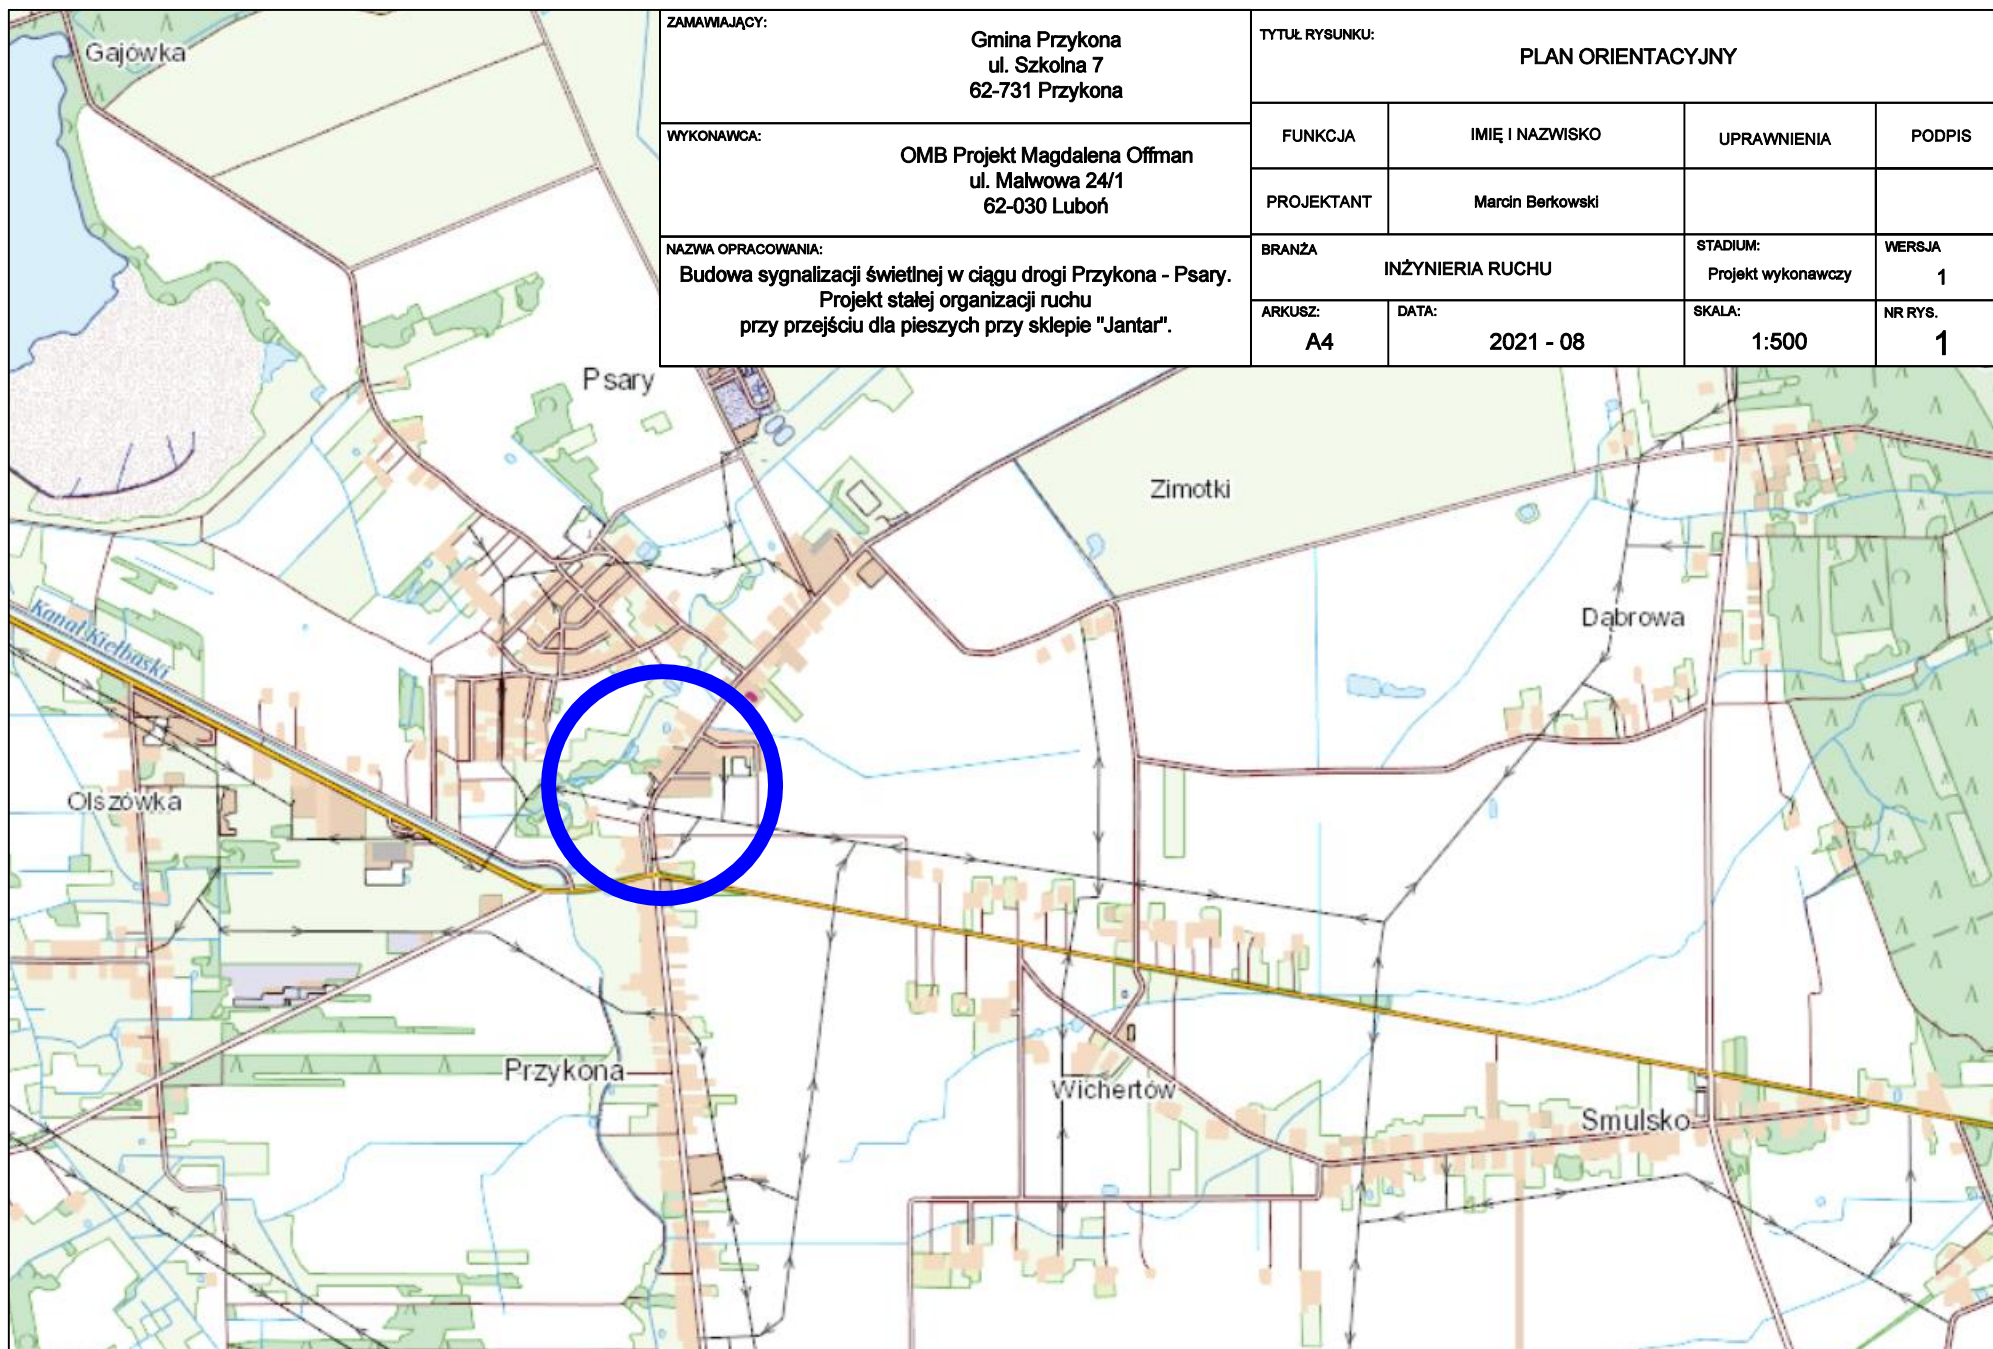 ZAMAWIAJĄCY:
Gmina Przykona
ul. Szkolna 7
62-731 Przykona
WYKONAWCA:
OMB Projekt Magdalena Offman
ul. Malwowa 24/1
62-030 Luboń
NAZWA OPRACOWANIA:
Budowa sygnalizacji świetlnej w ciągu drogi Przykona - Psary.
Projekt stałej organizacji ruchu
przy przejściu dla pieszych przy sklepie "Jantar".
TYTUŁ RYSUNKU:
PLAN ORIENTACYJNY
FUNKCJA
IMIĘ I NAZWISKO
UPRAWNIENIA
PODPIS
PROJEKTANT
Marcin Berkowski
BRANŻA
INŻYNIERIA RUCHU
STADIUM:
Projekt wykonawczy
WERSJA
1
ARKUSZ:
A4
DATA:
2021 - 08
SKALA:
1:500
NR RYS.
1
Gajówka
Psary
Zimotki
Dąbrowa
Kanał Kiełbaski
Olszówka
Przykona
Wichertów
Smulsko